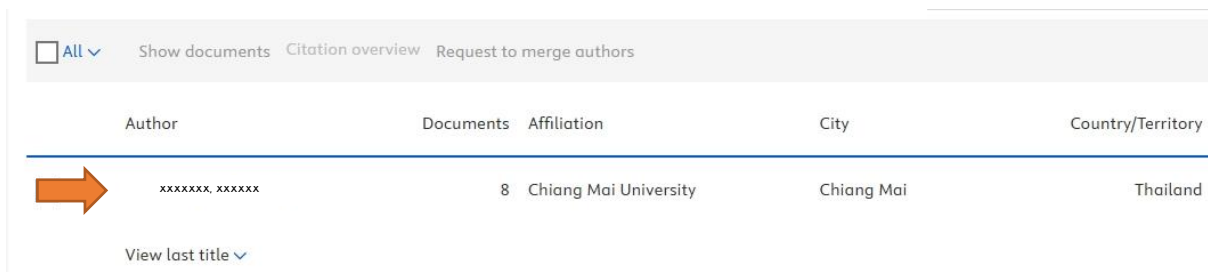 All Show documents Citation overview Request to merge authors
Author Documents Affiliation City Country/Territory
xxxxxxx, xxxxxx 8 Chiang Mai University Chiang Mai Thailand
View last title